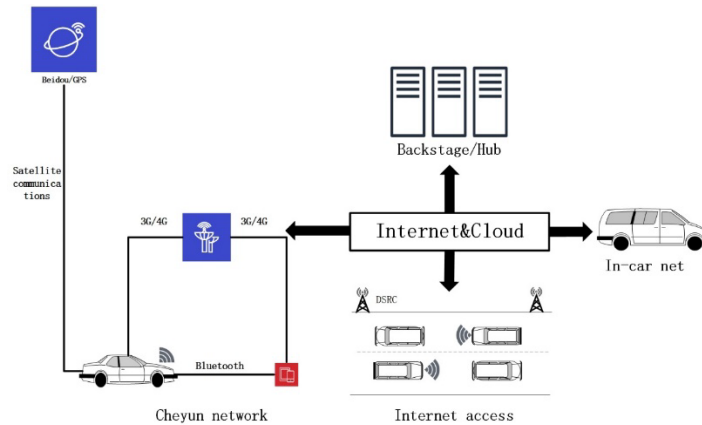 Beidou/GPS
Backstage/Hub
Satellite
communica
tions
3G/4G
3G/4G
Internet&Cloud
In-car net
DSRC
Bluetooth
Cheyun network
Internet access